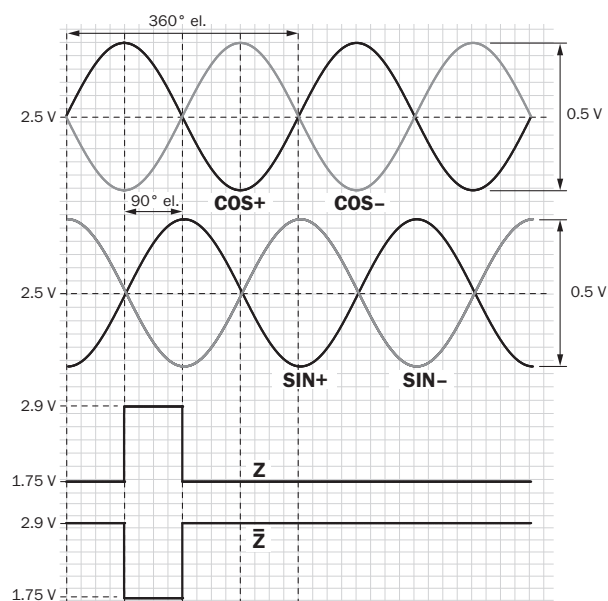 360° el.
2.5 V
0.5 V
90° el.
COS+ COS–
2.5 V
0.5 V
SIN+ SIN–
2.9 V
Z
1.75 V
2.9 V
Z̅
1.75 V